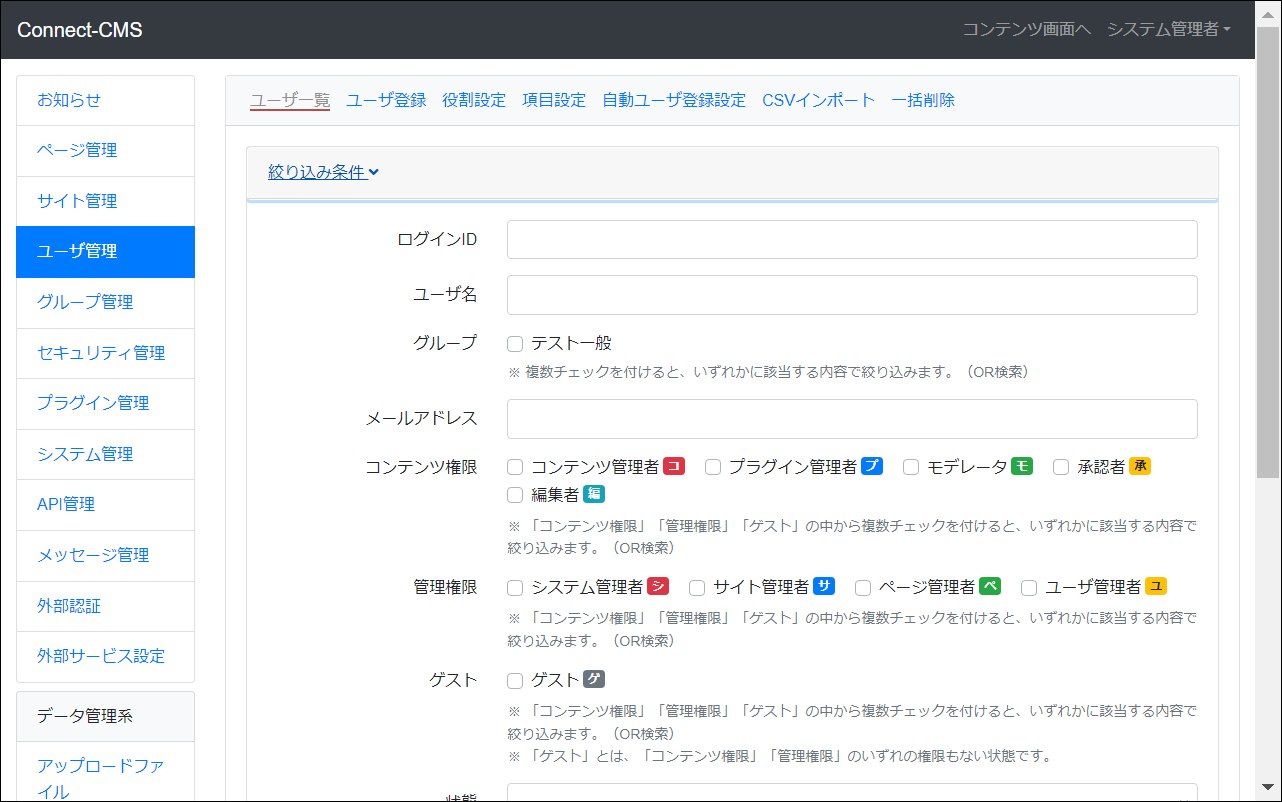 Connect-CMS
コンテンツ画面へ システム管理者
お知らせ
ページ管理
サイト管理
ユーザ管理
グループ管理
セキュリティ管理
プラグイン管理
システム管理
API管理
メッセージ管理
外部認証
外部サービス設定
データ管理系
アップロードファ
イル
ユーザ一覧 ユーザ登録 役割設定 項目設定 自動ユーザ登録設定 CSVインポート 一括削除
絞り込み条件
ログインID
ユーザ名
グループ テスト一般
※ 複数チェックを付けると、いずれかに該当する内容で絞り込みます。（OR検索）
メールアドレス
コンテンツ権限 コンテンツ管理者 コ プラグイン管理者 プ モデレータ モ 承認者 承
編集者 編
※ 「コンテンツ権限」「管理権限」「ゲスト」の中から複数チェックを付けると、いずれかに該当する内容で
絞り込みます。（OR検索）
管理権限 システム管理者 シ サイト管理者 サ ページ管理者 ペ ユーザ管理者 ユ
※ 「コンテンツ権限」「管理権限」「ゲスト」の中から複数チェックを付けると、いずれかに該当する内容で
絞り込みます。（OR検索）
ゲスト ゲスト ゲ
※ 「コンテンツ権限」「管理権限」「ゲスト」の中から複数チェックを付けると、いずれかに該当する内容で
絞り込みます。（OR検索）
※ 「ゲスト」とは、「コンテンツ権限」「管理権限」のいずれの権限もない状態です。
状態